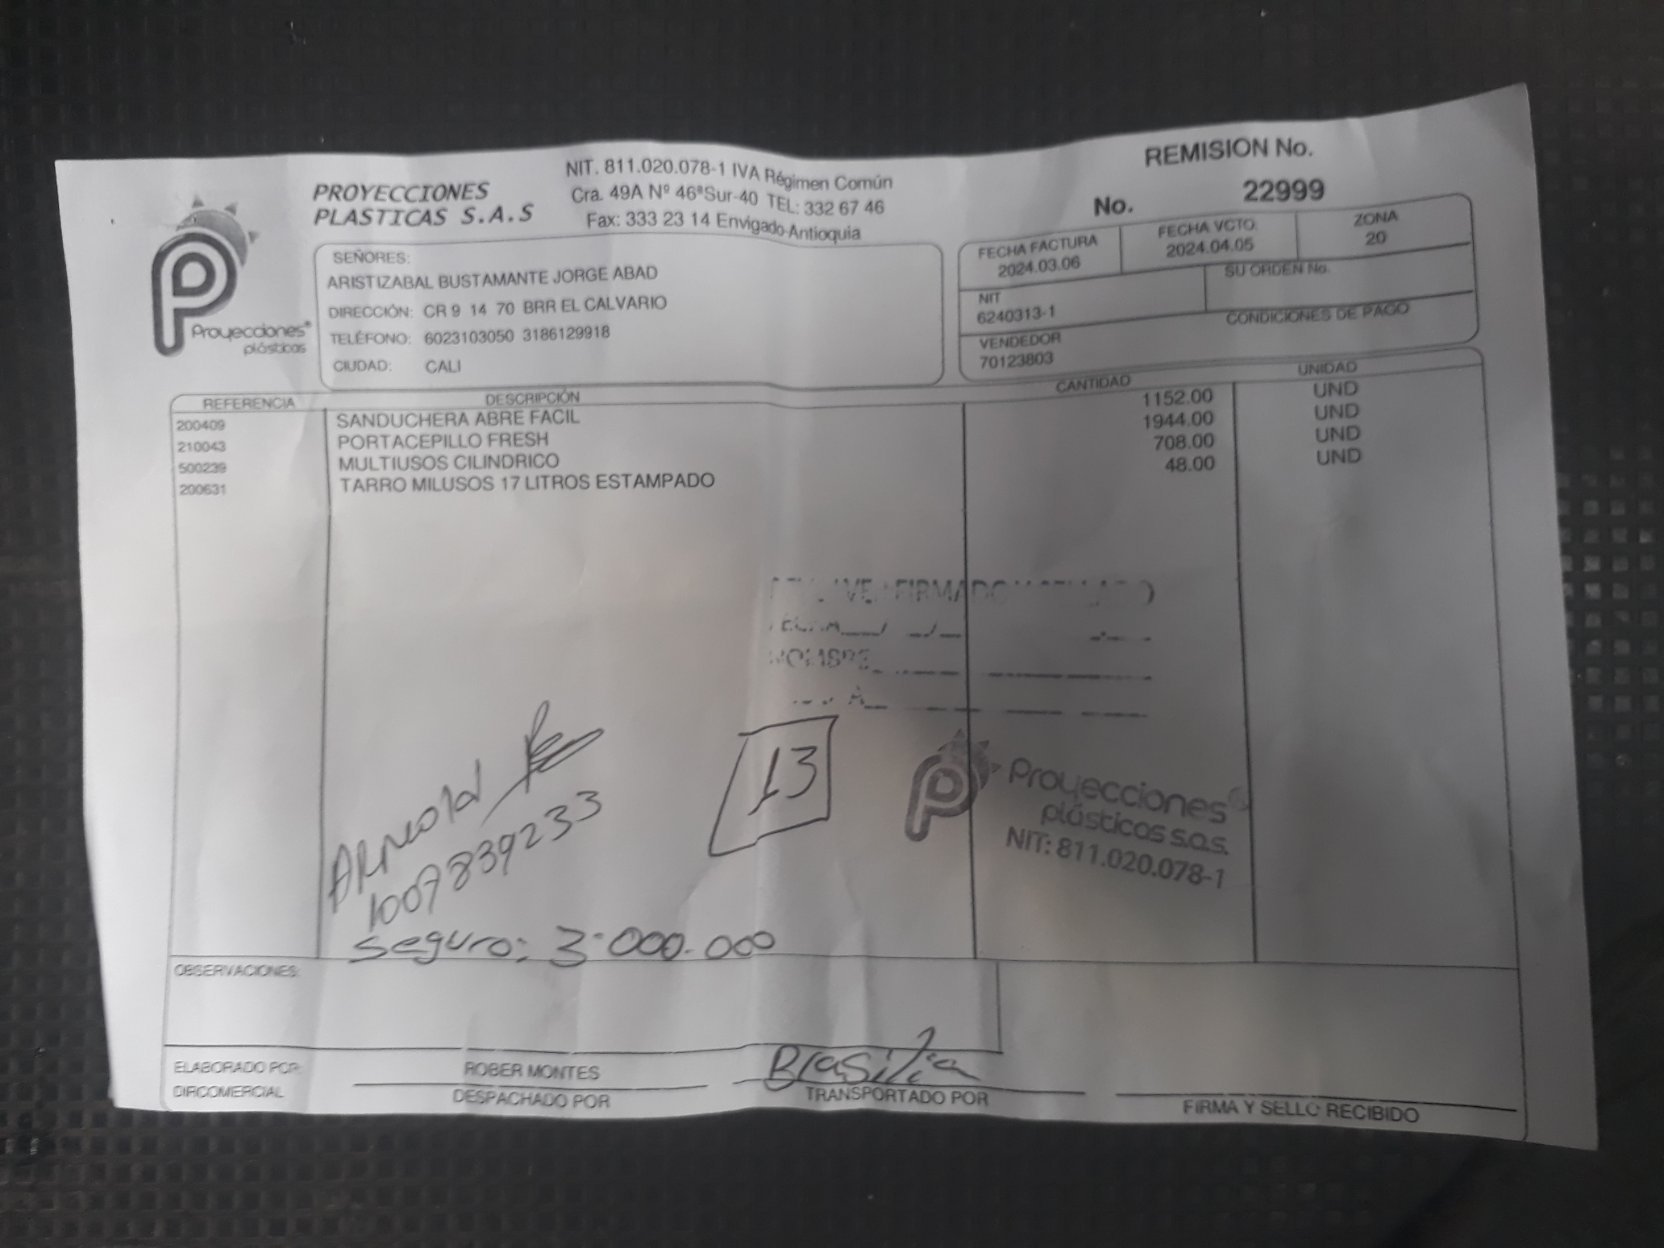 PROYECCIONES
PLASTICAS S.A.S
NIT. 811.020.078-1 IVA Régimen Común
Cra. 49A Nº 46ªSur-40 TEL: 332 67 46
Fax: 333 23 14 Envigado-Antioquia
REMISION No.
No. 22999
Proyecciones®
plásticas
SEÑORES:
ARISTIZABAL BUSTAMANTE JORGE ABAD
DIRECCIÓN: CR 9 14 70 BRR EL CALVARIO
TELÉFONO: 6023103050 3186129918
CIUDAD: CALI
FECHA FACTURA
2024.03.06
FECHA VCTO.
2024.04.05
ZONA
20
NIT
6240313-1
SU ORDEN No.
VENDEDOR
70123803
CONDICIONES DE PAGO
REFERENCIA DESCRIPCIÓN CANTIDAD UNIDAD
200409 SANDUCHERA ABRE FACIL 1152.00 UND
210043 PORTACEPILLO FRESH 1944.00 UND
500239 MULTIUSOS CILINDRICO 708.00 UND
200631 TARRO MILUSOS 17 LITROS ESTAMPADO 48.00 UND
FIRMADO
FECHA
NOMBRE
13
Arnold
1007839233
Seguro: 3.000.000
Proyecciones
plásticas s.a.s.
NIT: 811.020.078-1
OBSERVACIONES:
ELABORADO POR:
DIRCOMERCIAL
ROBER MONTES
DESPACHADO POR
Brasilia
TRANSPORTADO POR
FIRMA Y SELLO RECIBIDO